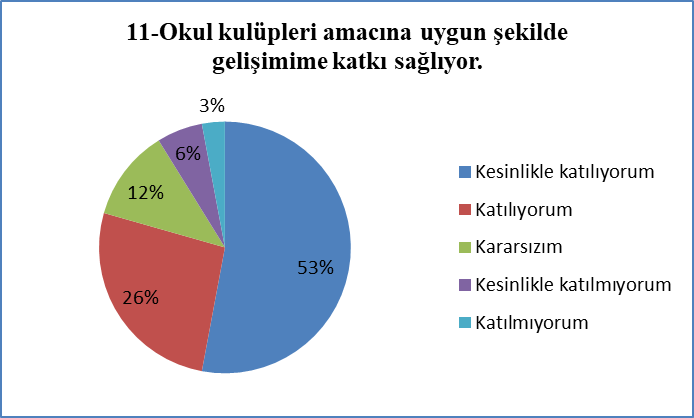 11-Okul kulüpleri amacına uygun şekilde
gelişimime katkı sağlıyor.
3%
6%
12%
53%
26%
Kesinlikle katılıyorum
Katılıyorum
Kararsızım
Kesinlikle katılmıyorum
Katılmıyorum